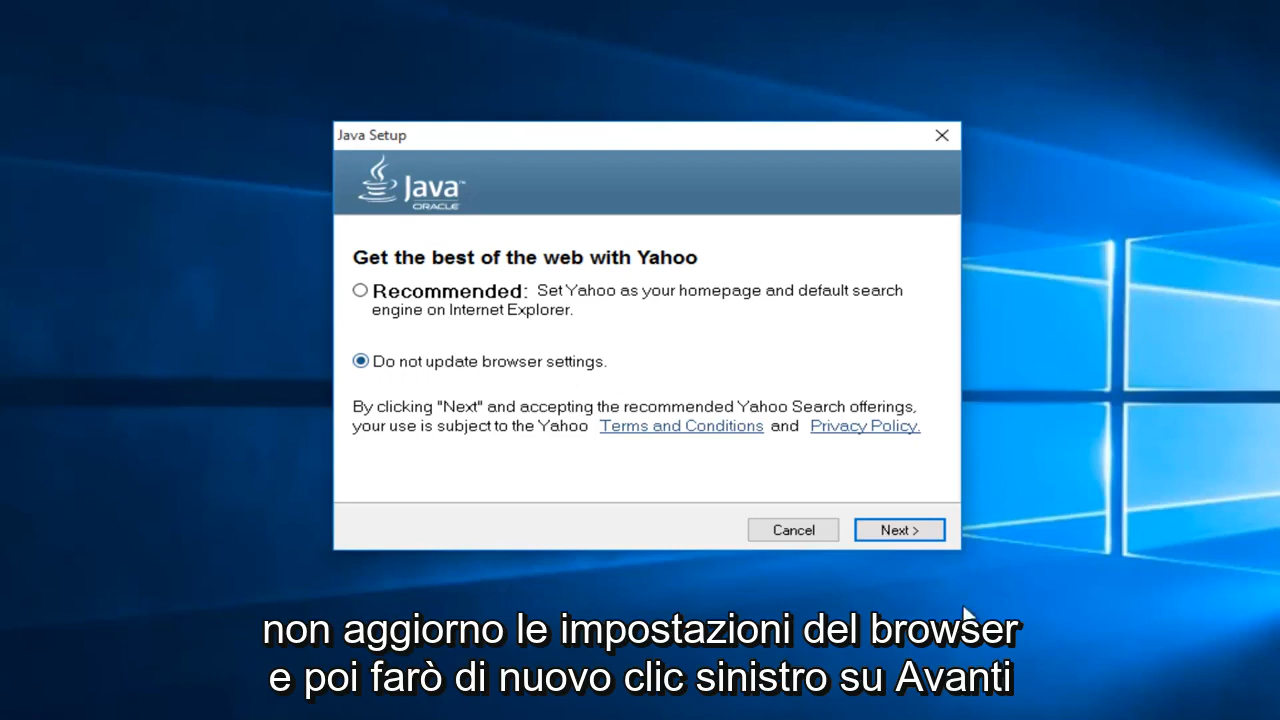 Java Setup
Java™
ORACLE
Get the best of the web with Yahoo
Recommended: Set Yahoo as your homepage and default search
engine on Internet Explorer.
Do not update browser settings.
By clicking "Next" and accepting the recommended Yahoo Search offerings,
your use is subject to the Yahoo Terms and Conditions and Privacy Policy.
Cancel Next >
non aggiorno le impostazioni del browser
e poi farò di nuovo clic sinistro su Avanti